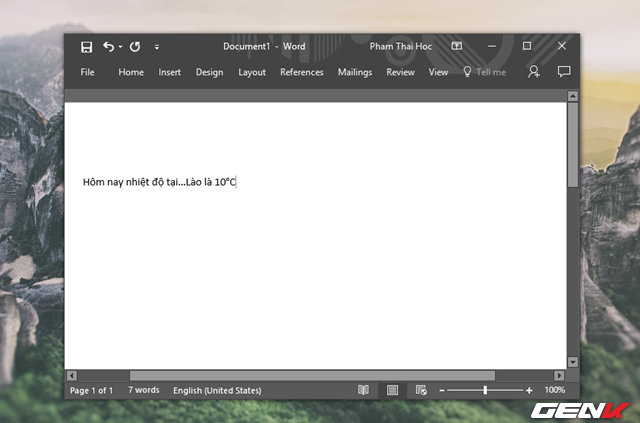 Document1 - Word
Pham Thai Hoc
File
Home
Insert
Design
Layout
References
Mailings
Review
View
Tell me
Hôm nay nhiệt độ tại...Lào là 10°C
Page 1 of 1
7 words
English (United States)
100%
GENK